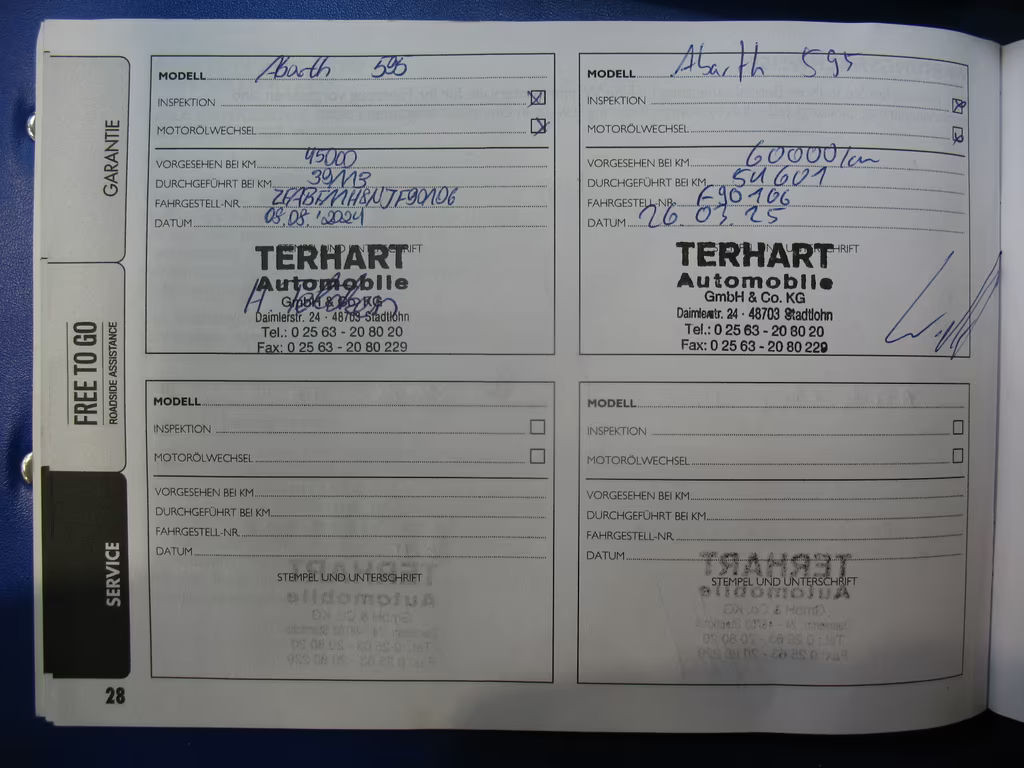 GARANTIE
FREE TO GO
ROADSIDE ASSISTANCE
SERVICE
28
MODELL Abarth 595
INSPEKTION
MOTORÖLWECHSEL
VORGESEHEN BEI KM 45000
DURCHGEFÜHRT BEI KM 39113
FAHRGESTELL-NR.
DATUM 08.08.'2024
STEMPEL UND UNTERSCHRIFT
TERHART
Automobile
GmbH & Co. KG
Daimlerstr. 24 · 48703 Stadtlohn
Tel.: 0 25 63 - 20 80 20
Fax: 0 25 63 - 20 80 229
MODELL Abarth 595
INSPEKTION
MOTORÖLWECHSEL
VORGESEHEN BEI KM 60000 km
DURCHGEFÜHRT BEI KM 54601
FAHRGESTELL-NR. F90106
DATUM 26.03.25
STEMPEL UND UNTERSCHRIFT
TERHART
Automobile
GmbH & Co. KG
Daimlerstr. 24 · 48703 Stadtlohn
Tel.: 0 25 63 - 20 80 20
Fax: 0 25 63 - 20 80 229
MODELL
INSPEKTION
MOTORÖLWECHSEL
VORGESEHEN BEI KM
DURCHGEFÜHRT BEI KM
FAHRGESTELL-NR.
DATUM
STEMPEL UND UNTERSCHRIFT
MODELL
INSPEKTION
MOTORÖLWECHSEL
VORGESEHEN BEI KM
DURCHGEFÜHRT BEI KM
FAHRGESTELL-NR.
DATUM
STEMPEL UND UNTERSCHRIFT